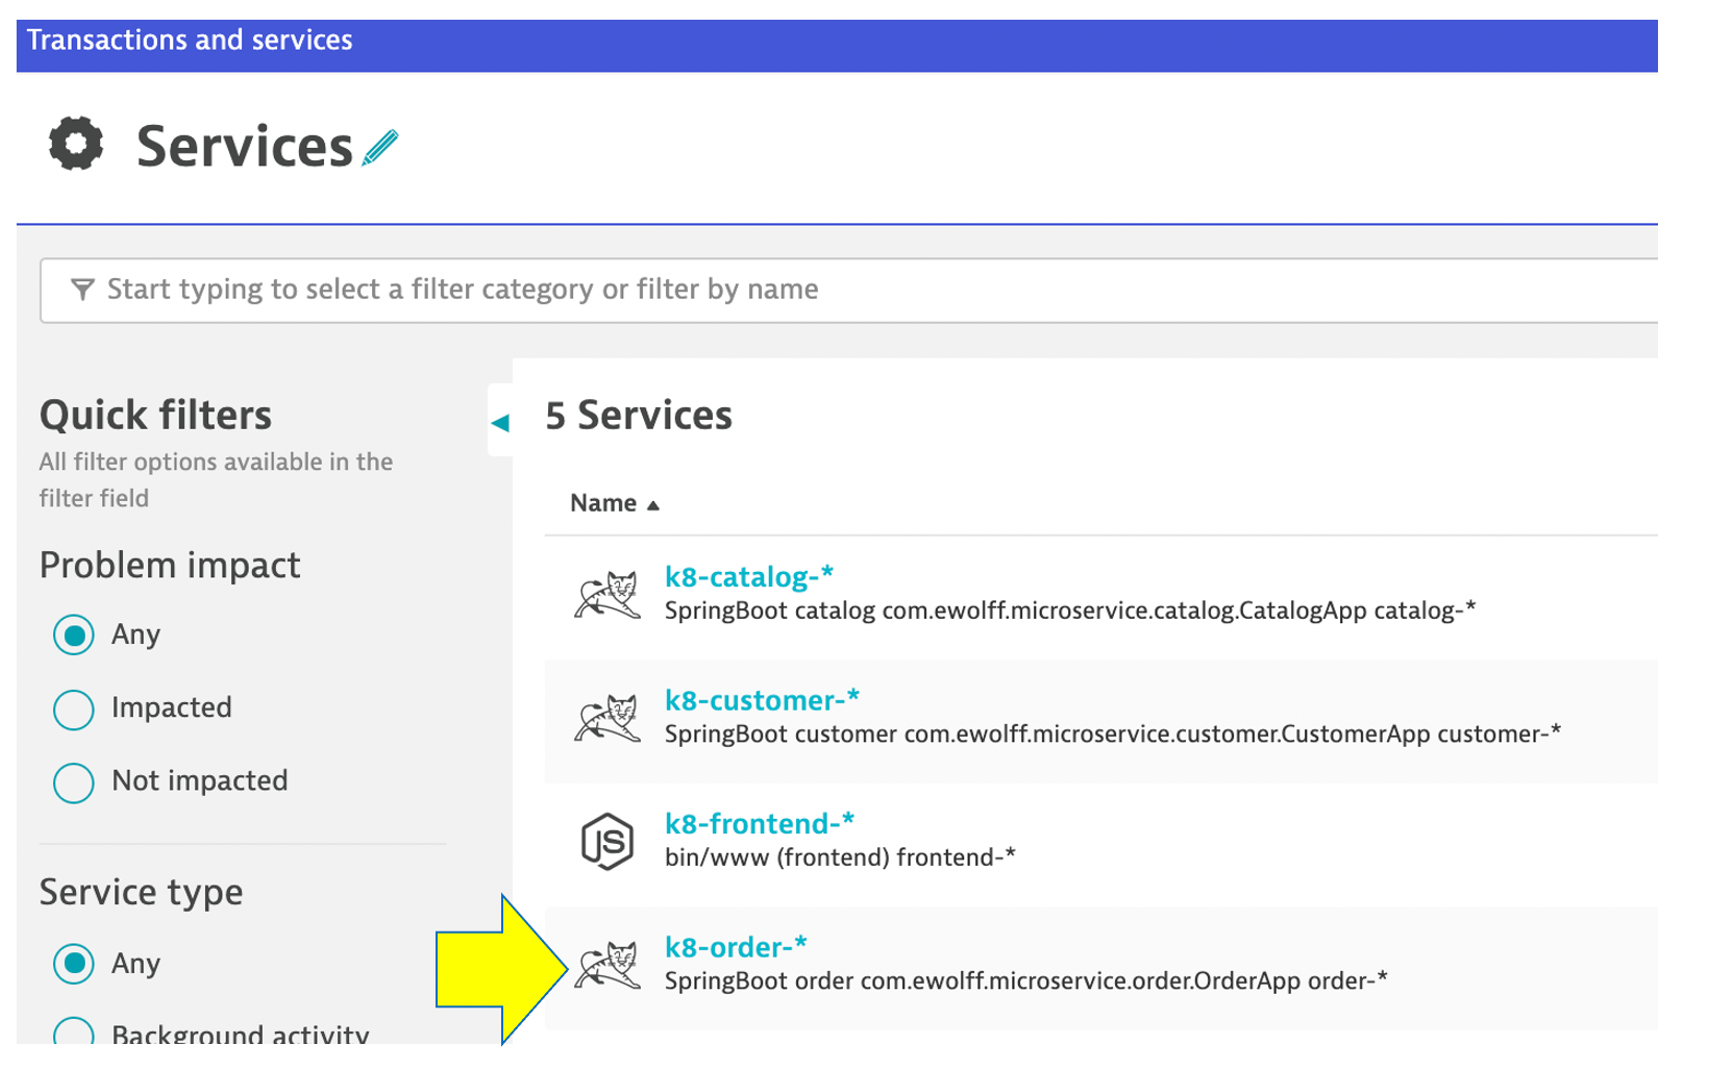 Transactions and services
Services
Start typing to select a filter category or filter by name
Quick filters
All filter options available in the
filter field
Problem impact
Any
Impacted
Not impacted
Service type
Any
Background activity
5 Services
Name ▲
k8-catalog-*
SpringBoot catalog com.ewolff.microservice.catalog.CatalogApp catalog-*
k8-customer-*
SpringBoot customer com.ewolff.microservice.customer.CustomerApp customer-*
JS
k8-frontend-*
bin/www (frontend) frontend-*
k8-order-*
SpringBoot order com.ewolff.microservice.order.OrderApp order-*